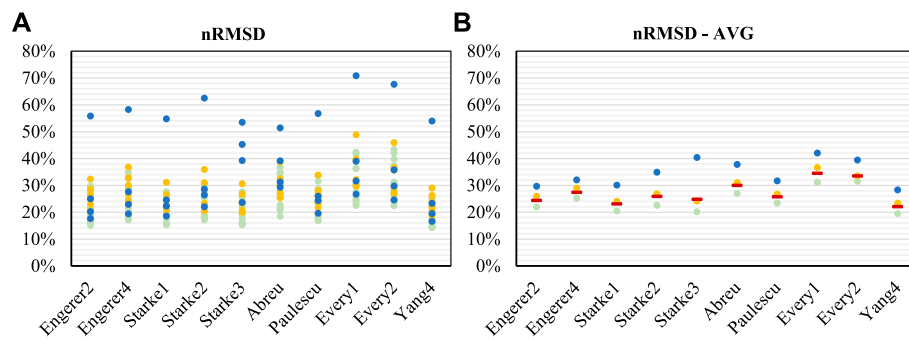 A
nRMSD
80%
70%
60%
50%
40%
30%
20%
10%
0%
Engerer2
Engerer4
Starke1
Starke2
Starke3
Abreu
Paulescu
Every1
Every2
Yang4
B
nRMSD - AVG
80%
70%
60%
50%
40%
30%
20%
10%
0%
Engerer2
Engerer4
Starke1
Starke2
Starke3
Abreu
Paulescu
Every1
Every2
Yang4